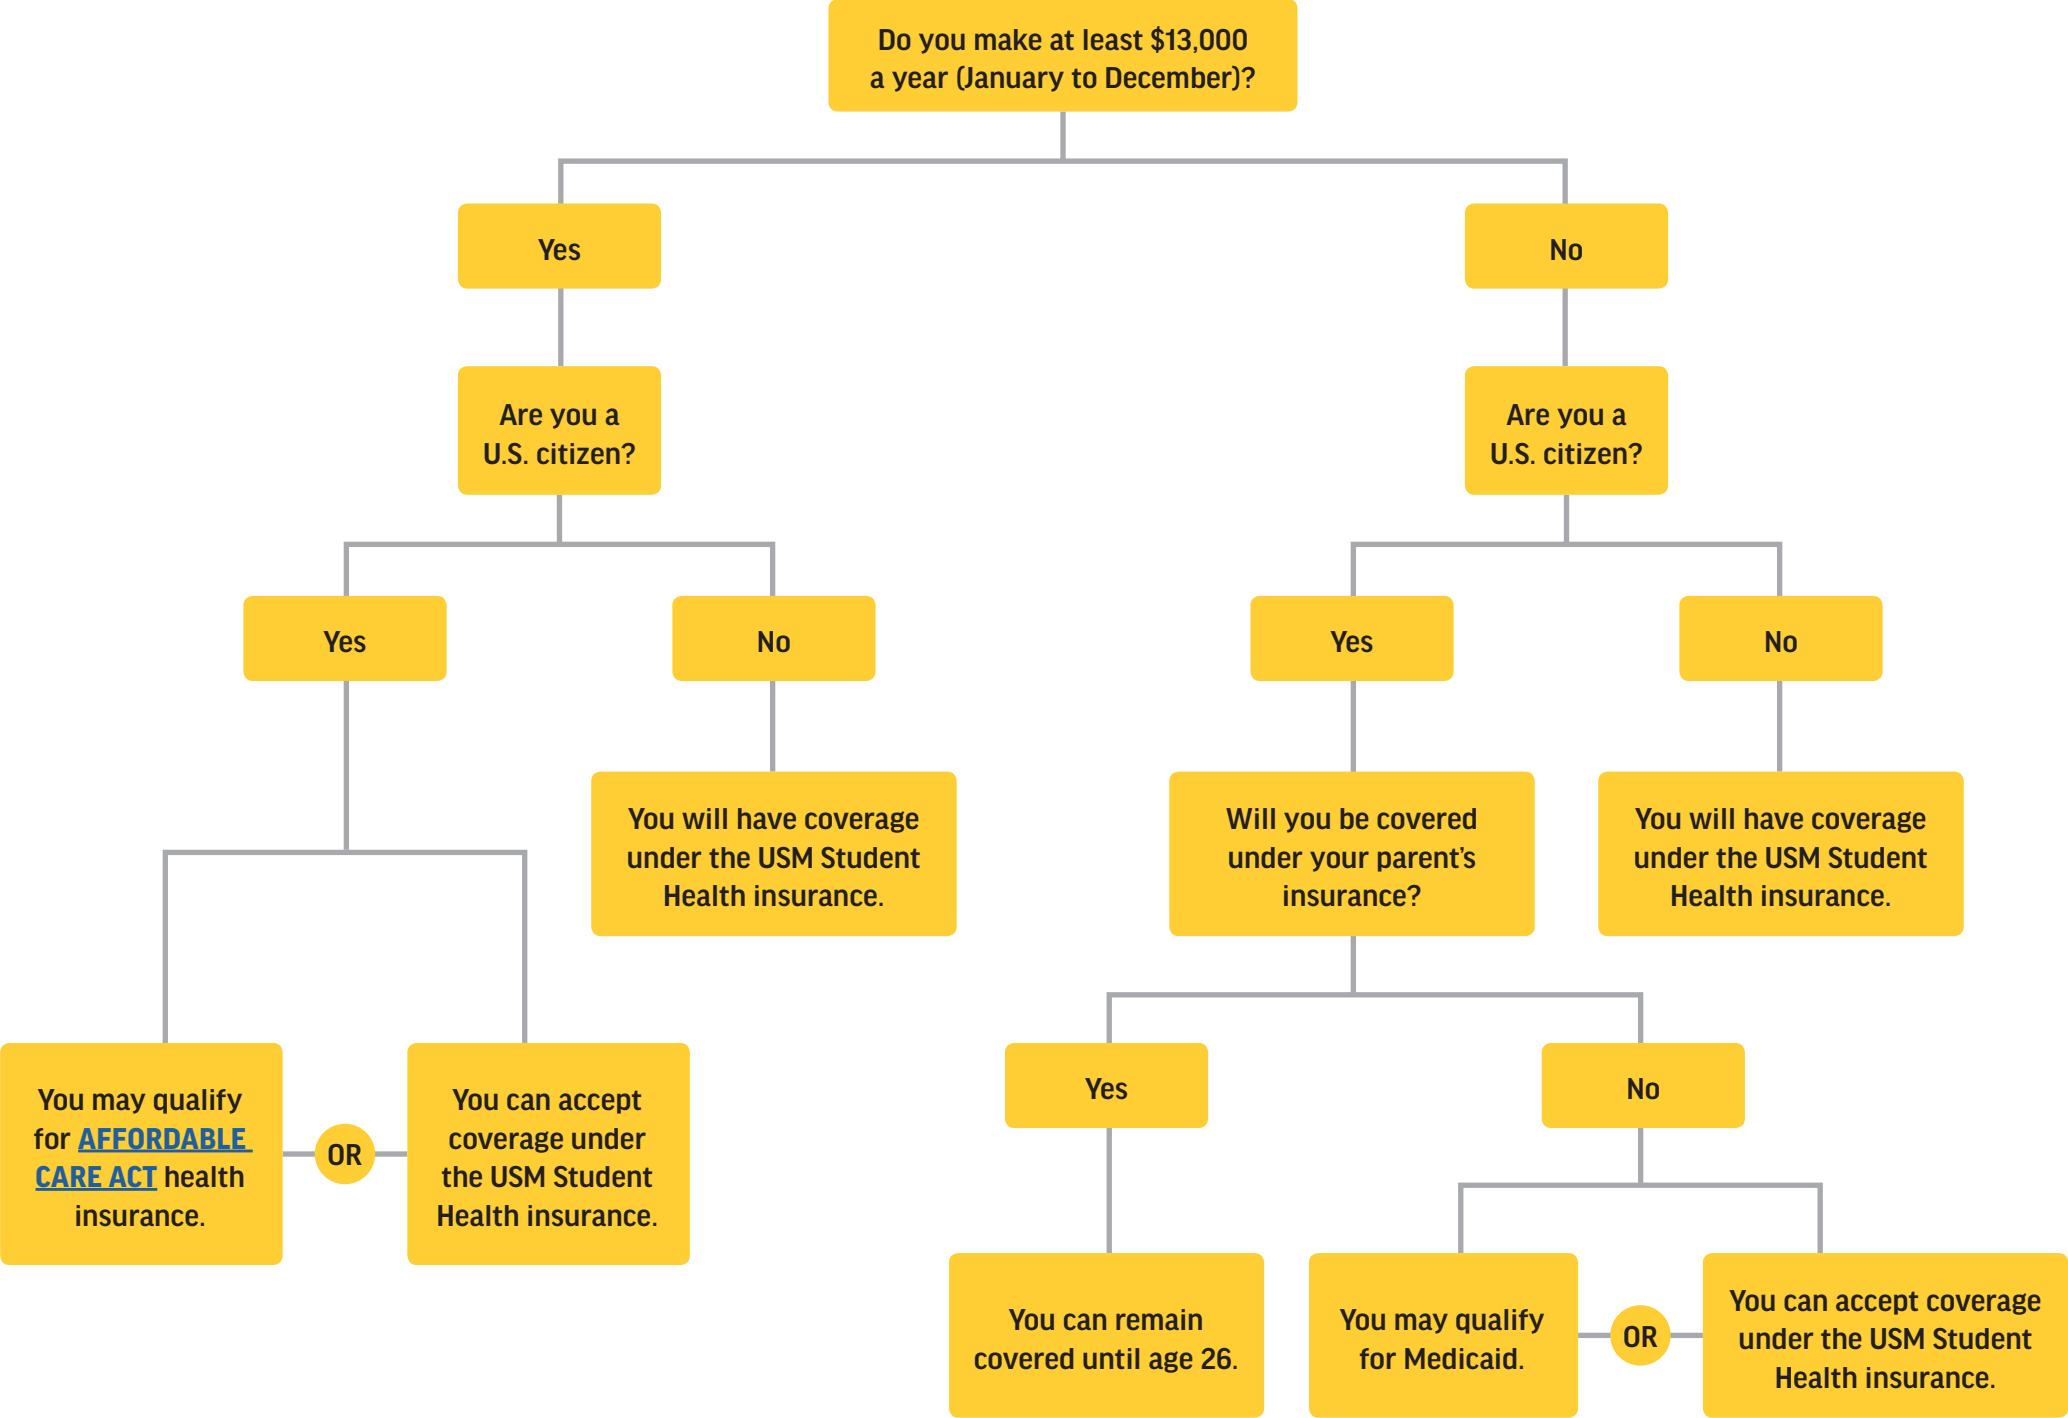 Do you make at least $13,000
a year (January to December)?
Yes
No
Are you a
U.S. citizen?
Are you a
U.S. citizen?
Yes
No
Yes
No
You will have coverage
under the USM Student
Health insurance.
Will you be covered
under your parent's
insurance?
You will have coverage
under the USM Student
Health insurance.
You may qualify
for AFFORDABLE
CARE ACT health
insurance.
OR
You can accept
coverage under
the USM Student
Health insurance.
Yes
No
You can remain
covered until age 26.
You may qualify
for Medicaid.
OR
You can accept coverage
under the USM Student
Health insurance.